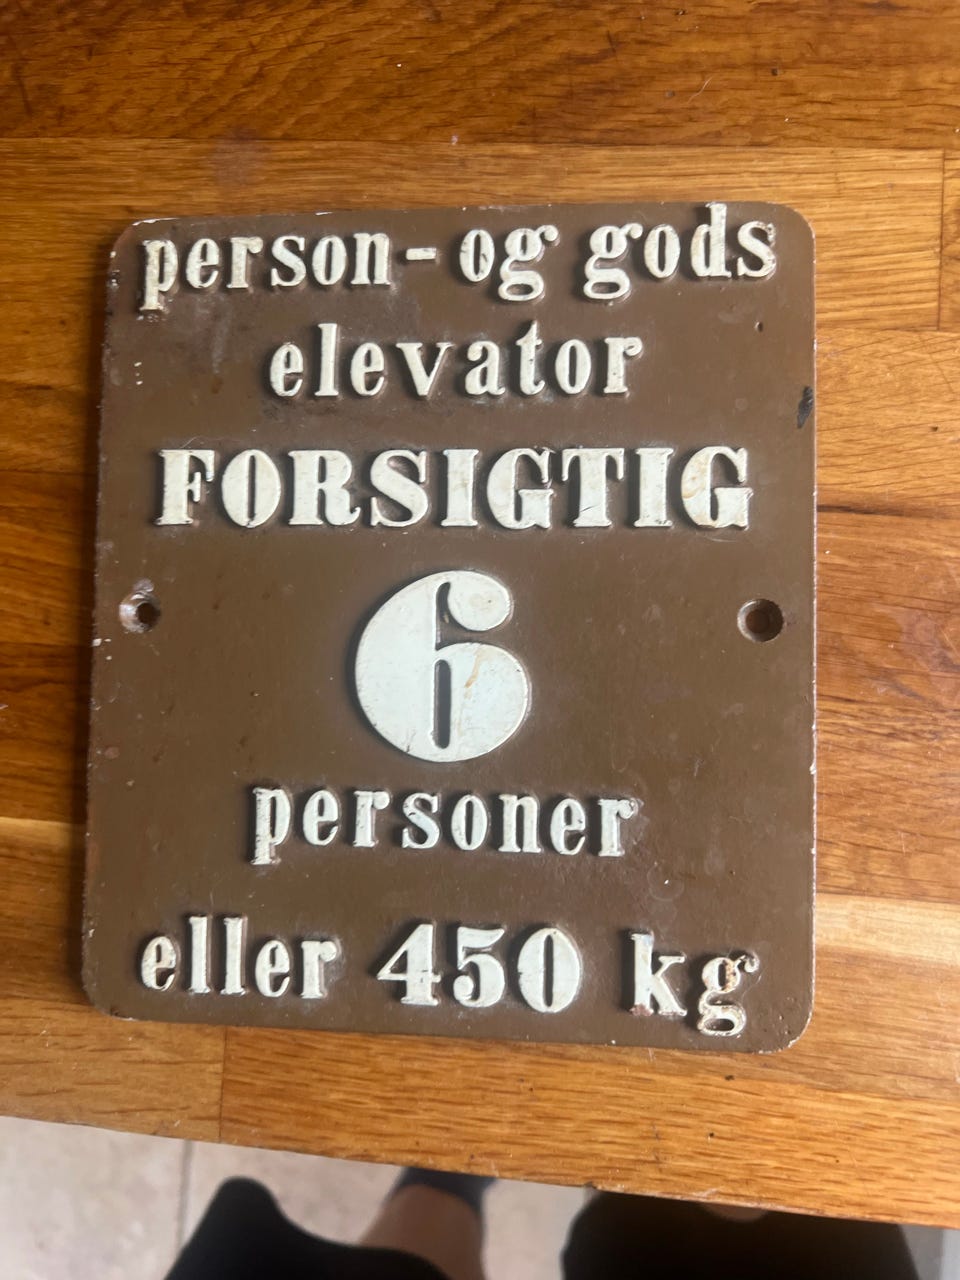 person- og gods
elevator
FORSIGTIG
6
personer
eller 450 kg